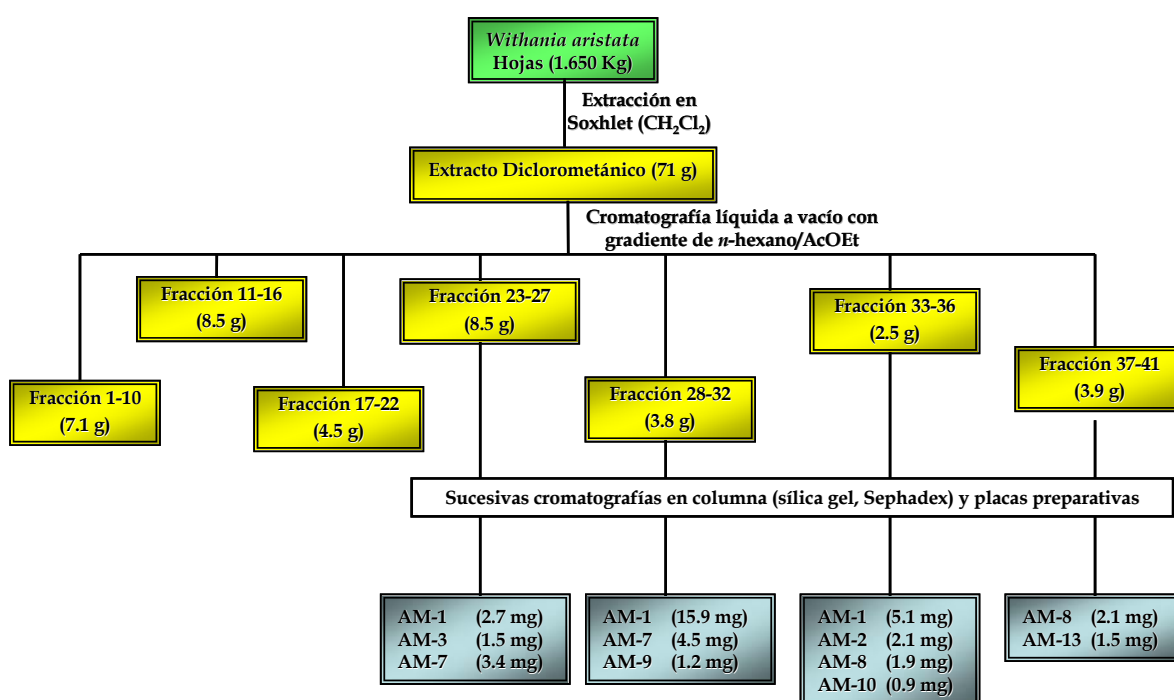 Withania aristata
Hojas (1.650 Kg)
Extracción en
Soxhlet (CH₂Cl₂)
Extracto Diclorometánico (71 g)
Cromatografía líquida a vacío con
gradiente de n-hexano/AcOEt
Fracción 11-16
(8.5 g)
Fracción 23-27
(8.5 g)
Fracción 33-36
(2.5 g)
Fracción 37-41
(3.9 g)
Fracción 1-10
(7.1 g)
Fracción 17-22
(4.5 g)
Fracción 28-32
(3.8 g)
Sucesivas cromatografías en columna (sílica gel, Sephadex) y placas preparativas
AM-1 (2.7 mg)
AM-3 (1.5 mg)
AM-7 (3.4 mg)
AM-1 (15.9 mg)
AM-7 (4.5 mg)
AM-9 (1.2 mg)
AM-1 (5.1 mg)
AM-2 (2.1 mg)
AM-8 (1.9 mg)
AM-10 (0.9 mg)
AM-8 (2.1 mg)
AM-13 (1.5 mg)